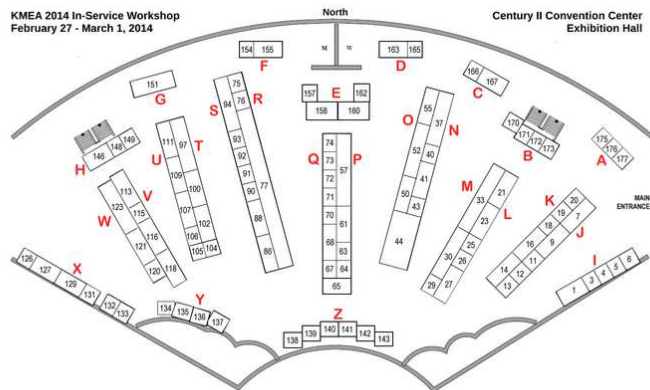 KMEA 2014 In-Service Workshop
February 27 - March 1, 2014
North
Century II Convention Center
Exhibition Hall
154 155
F
M W
163 165
D
151
G
157 E 162
158 160
166 167
C
S R
75
94 76
93
92
91
90
77
88
86
H
146 148 149
U T
111 97
109
100
107
102
106
105 104
W V
113
123
115
116
121
120 118
Q P
74
73
57
72
71
70 61
68 63
67 64
65
O N
55 37
52 40
41
50 43
44
170
171 172 173
B
175
176
177
A
MAIN
ENTRANCE
M L
33 21
23
25
30 26
29 27
K J
20
19 7
18
16 9
11
14 12
13
I
1 3 4 5 6
X
126 127 129 131 132 133
Y
134 135 136 137
Z
138 139 140 141 142 143